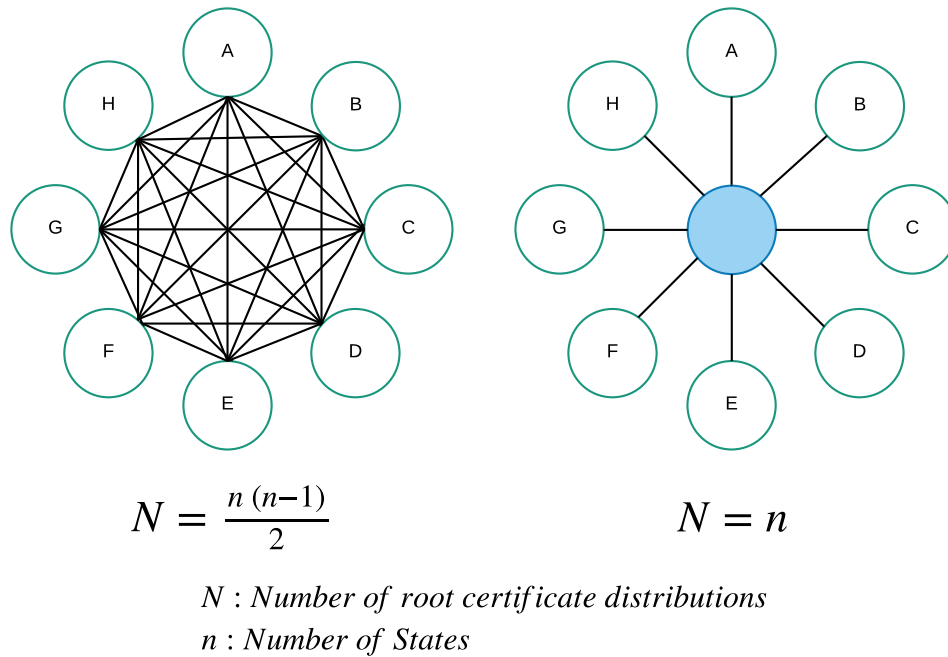 A
H
B
G
C
F
D
E
A
H
B
G
C
F
D
E
N = n (n−1) / 2
N = n
N : Number of root certificate distributions
n : Number of States